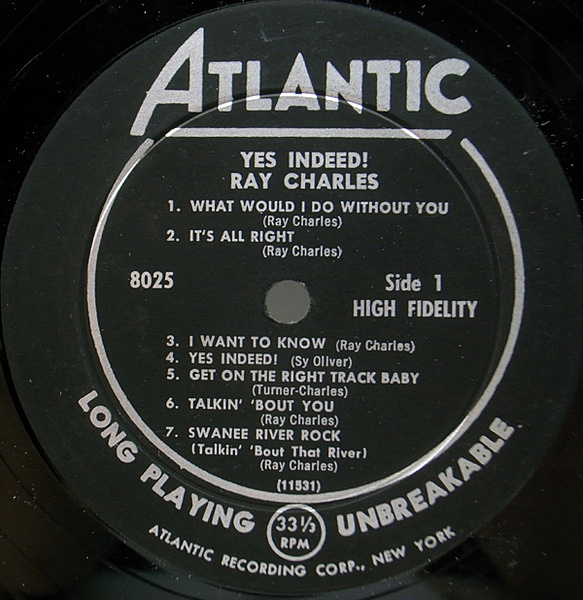 ATLANTIC
YES INDEED!
RAY CHARLES
1. WHAT WOULD I DO WITHOUT YOU
(Ray Charles)
2. IT'S ALL RIGHT
(Ray Charles)
8025
Side 1
HIGH FIDELITY
3. I WANT TO KNOW (Ray Charles)
4. YES INDEED! (Sy Oliver)
5. GET ON THE RIGHT TRACK BABY
(Turner-Charles)
6. TALKIN' 'BOUT YOU
(Ray Charles)
7. SWANEE RIVER ROCK
(Talkin' 'Bout That River)
(Ray Charles)
(11531)
LONG PLAYING 33⅓ RPM UNBREAKABLE
ATLANTIC RECORDING CORP., NEW YORK